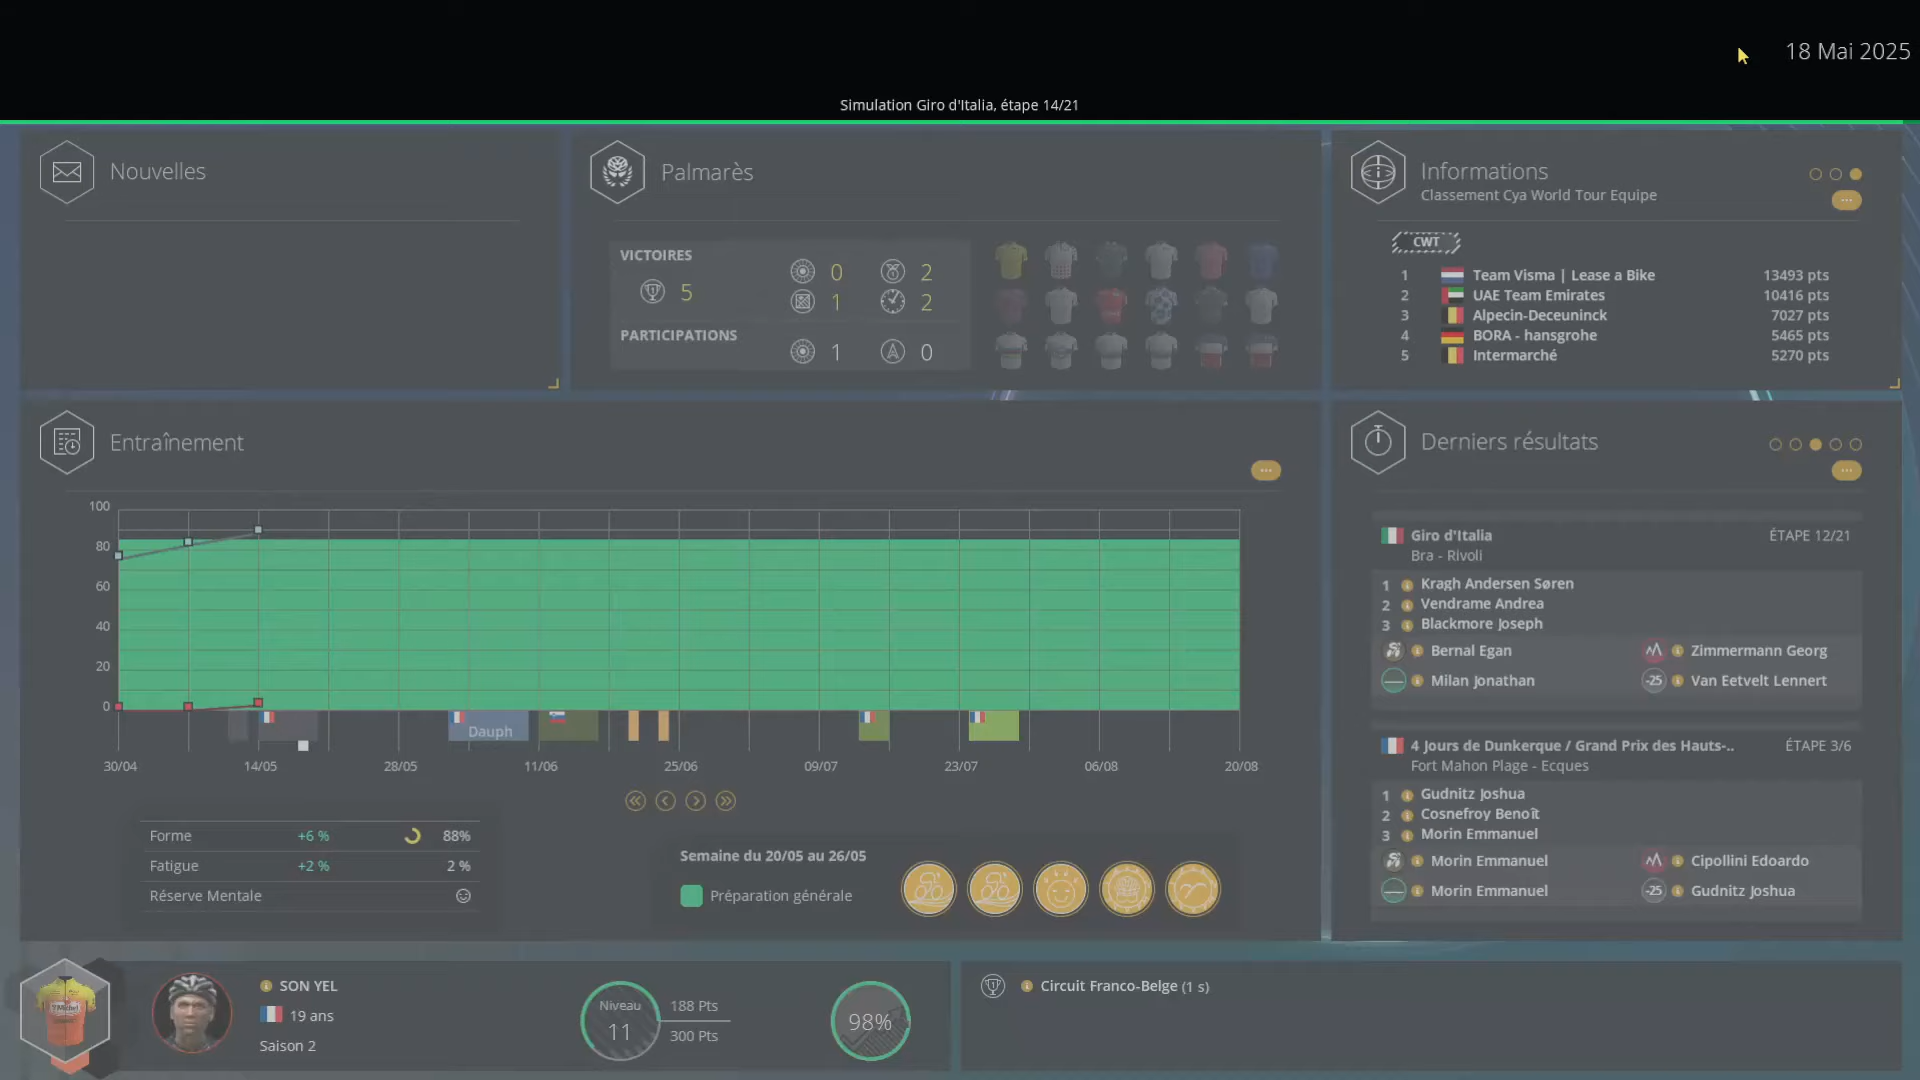 18 Mai 2025
Simulation Giro d'Italia, étape 14/21
Nouvelles
Palmarès
VICTOIRES
5
0
2
1
2
PARTICIPATIONS
1
0
Informations
Classement Cya World Tour Equipe
...
CWT
1 Team Visma | Lease a Bike 13493 pts
2 UAE Team Emirates 10416 pts
3 Alpecin-Deceuninck 7027 pts
4 BORA - hansgrohe 5465 pts
5 Intermarché 5270 pts
Entraînement
...
100
80
60
40
20
0
Dauph
30/04 14/05 28/05 11/06 25/06 09/07 23/07 06/08 20/08
Forme +6 % 88%
Fatigue +2 % 2 %
Réserve Mentale
Semaine du 20/05 au 26/05
Préparation générale
Derniers résultats
...
Giro d'Italia ÉTAPE 12/21
Bra - Rivoli
1 Kragh Andersen Søren
2 Vendrame Andrea
3 Blackmore Joseph
Bernal Egan Zimmermann Georg
Milan Jonathan -25 Van Eetvelt Lennert
4 Jours de Dunkerque / Grand Prix des Hauts-.. ÉTAPE 3/6
Fort Mahon Plage - Ecques
1 Gudnitz Joshua
2 Cosnefroy Benoît
3 Morin Emmanuel
Morin Emmanuel Cipollini Edoardo
Morin Emmanuel -25 Gudnitz Joshua
SON YEL
19 ans
Saison 2
Niveau
11
188 Pts
300 Pts
98%
Circuit Franco-Belge (1 s)